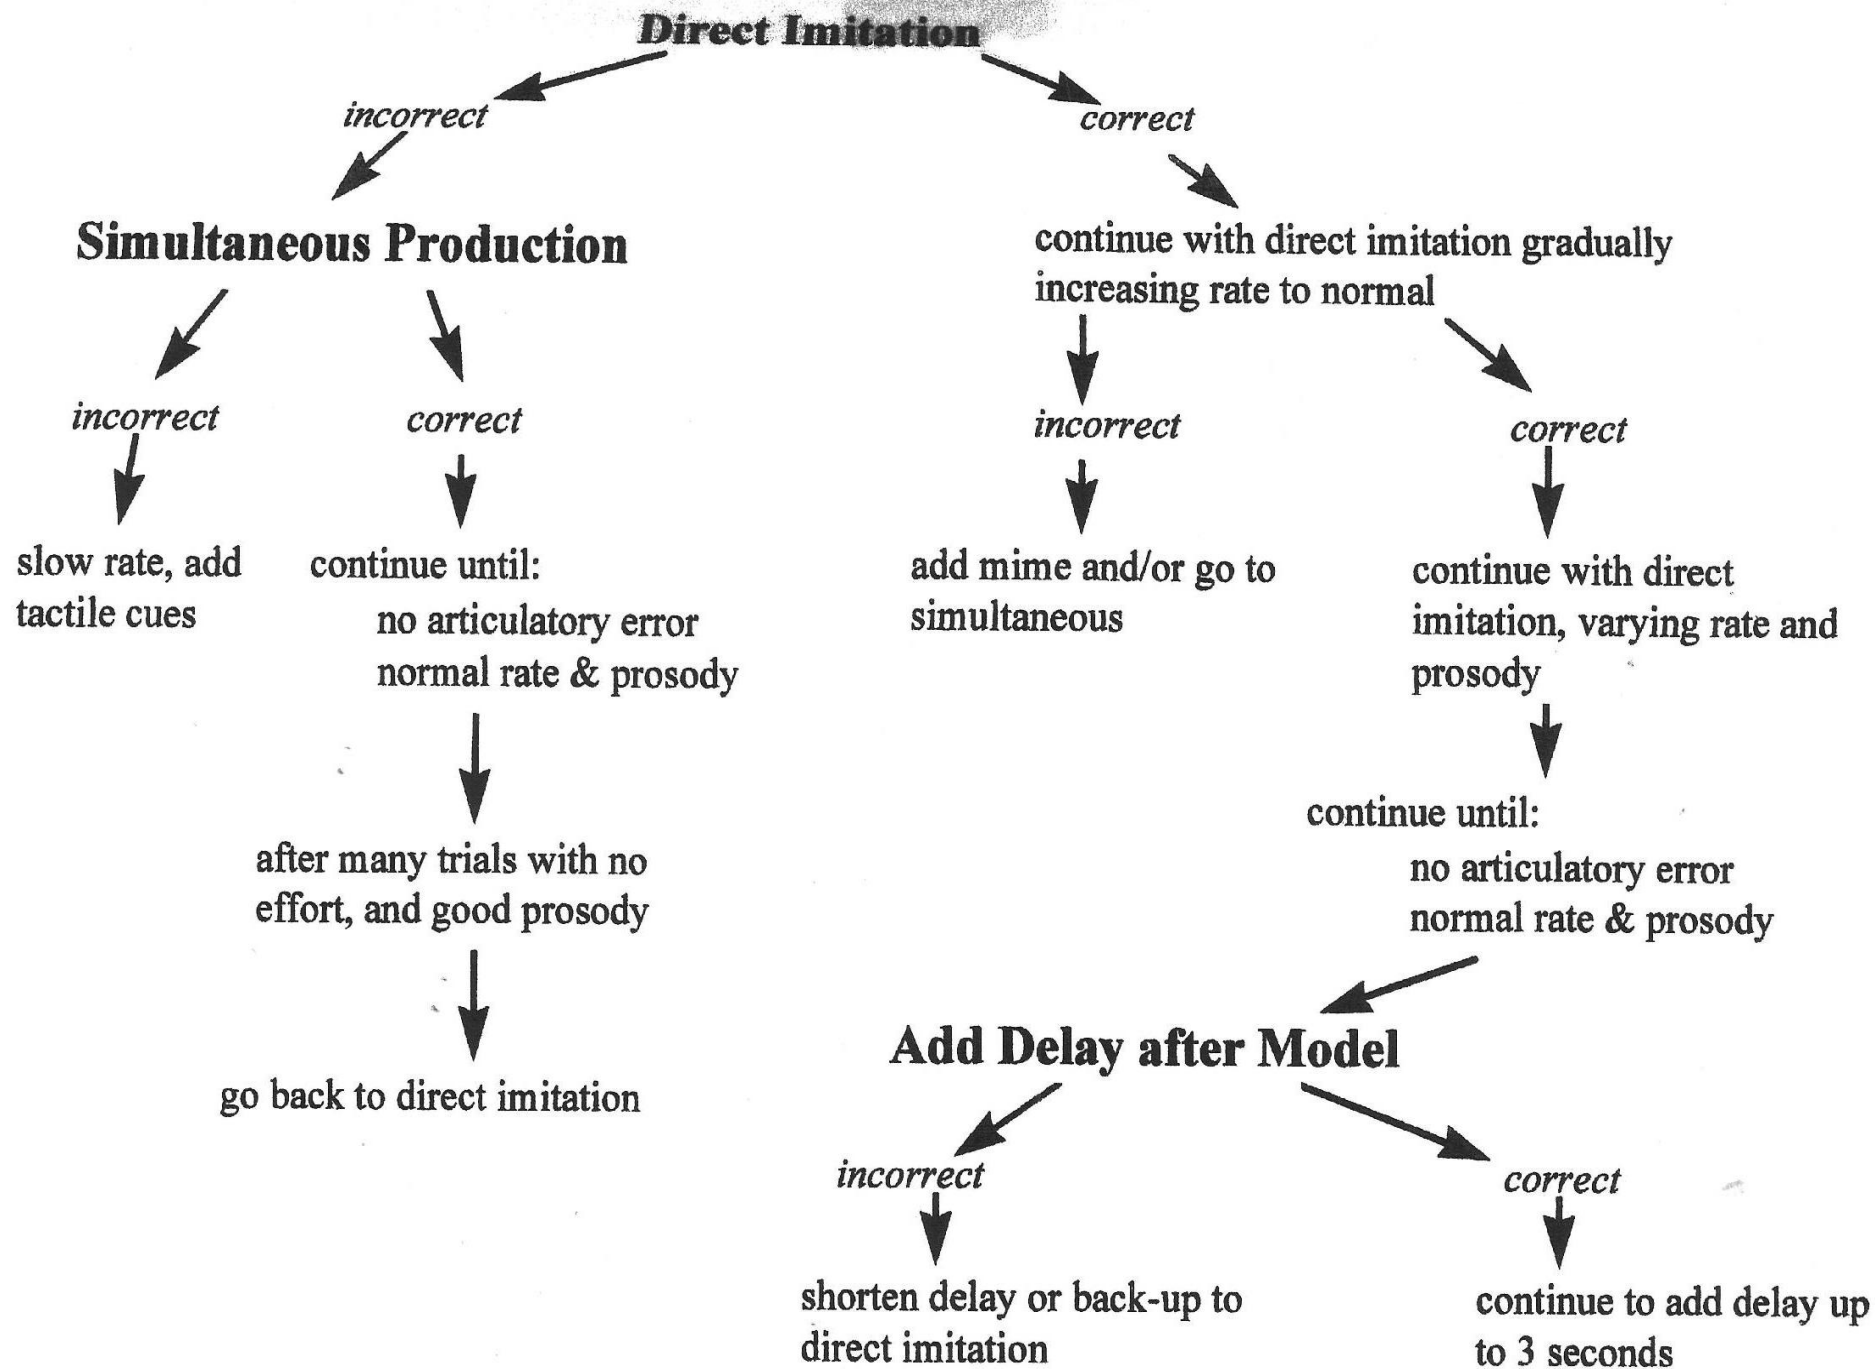 Direct Imitation
incorrect
correct
Simultaneous Production
continue with direct imitation gradually
increasing rate to normal
incorrect
correct
incorrect
correct
slow rate, add
tactile cues
continue until:
no articulatory error
normal rate & prosody
add mime and/or go to
simultaneous
continue with direct
imitation, varying rate and
prosody
after many trials with no
effort, and good prosody
continue until:
no articulatory error
normal rate & prosody
go back to direct imitation
Add Delay after Model
incorrect
correct
shorten delay or back-up to
direct imitation
continue to add delay up
to 3 seconds